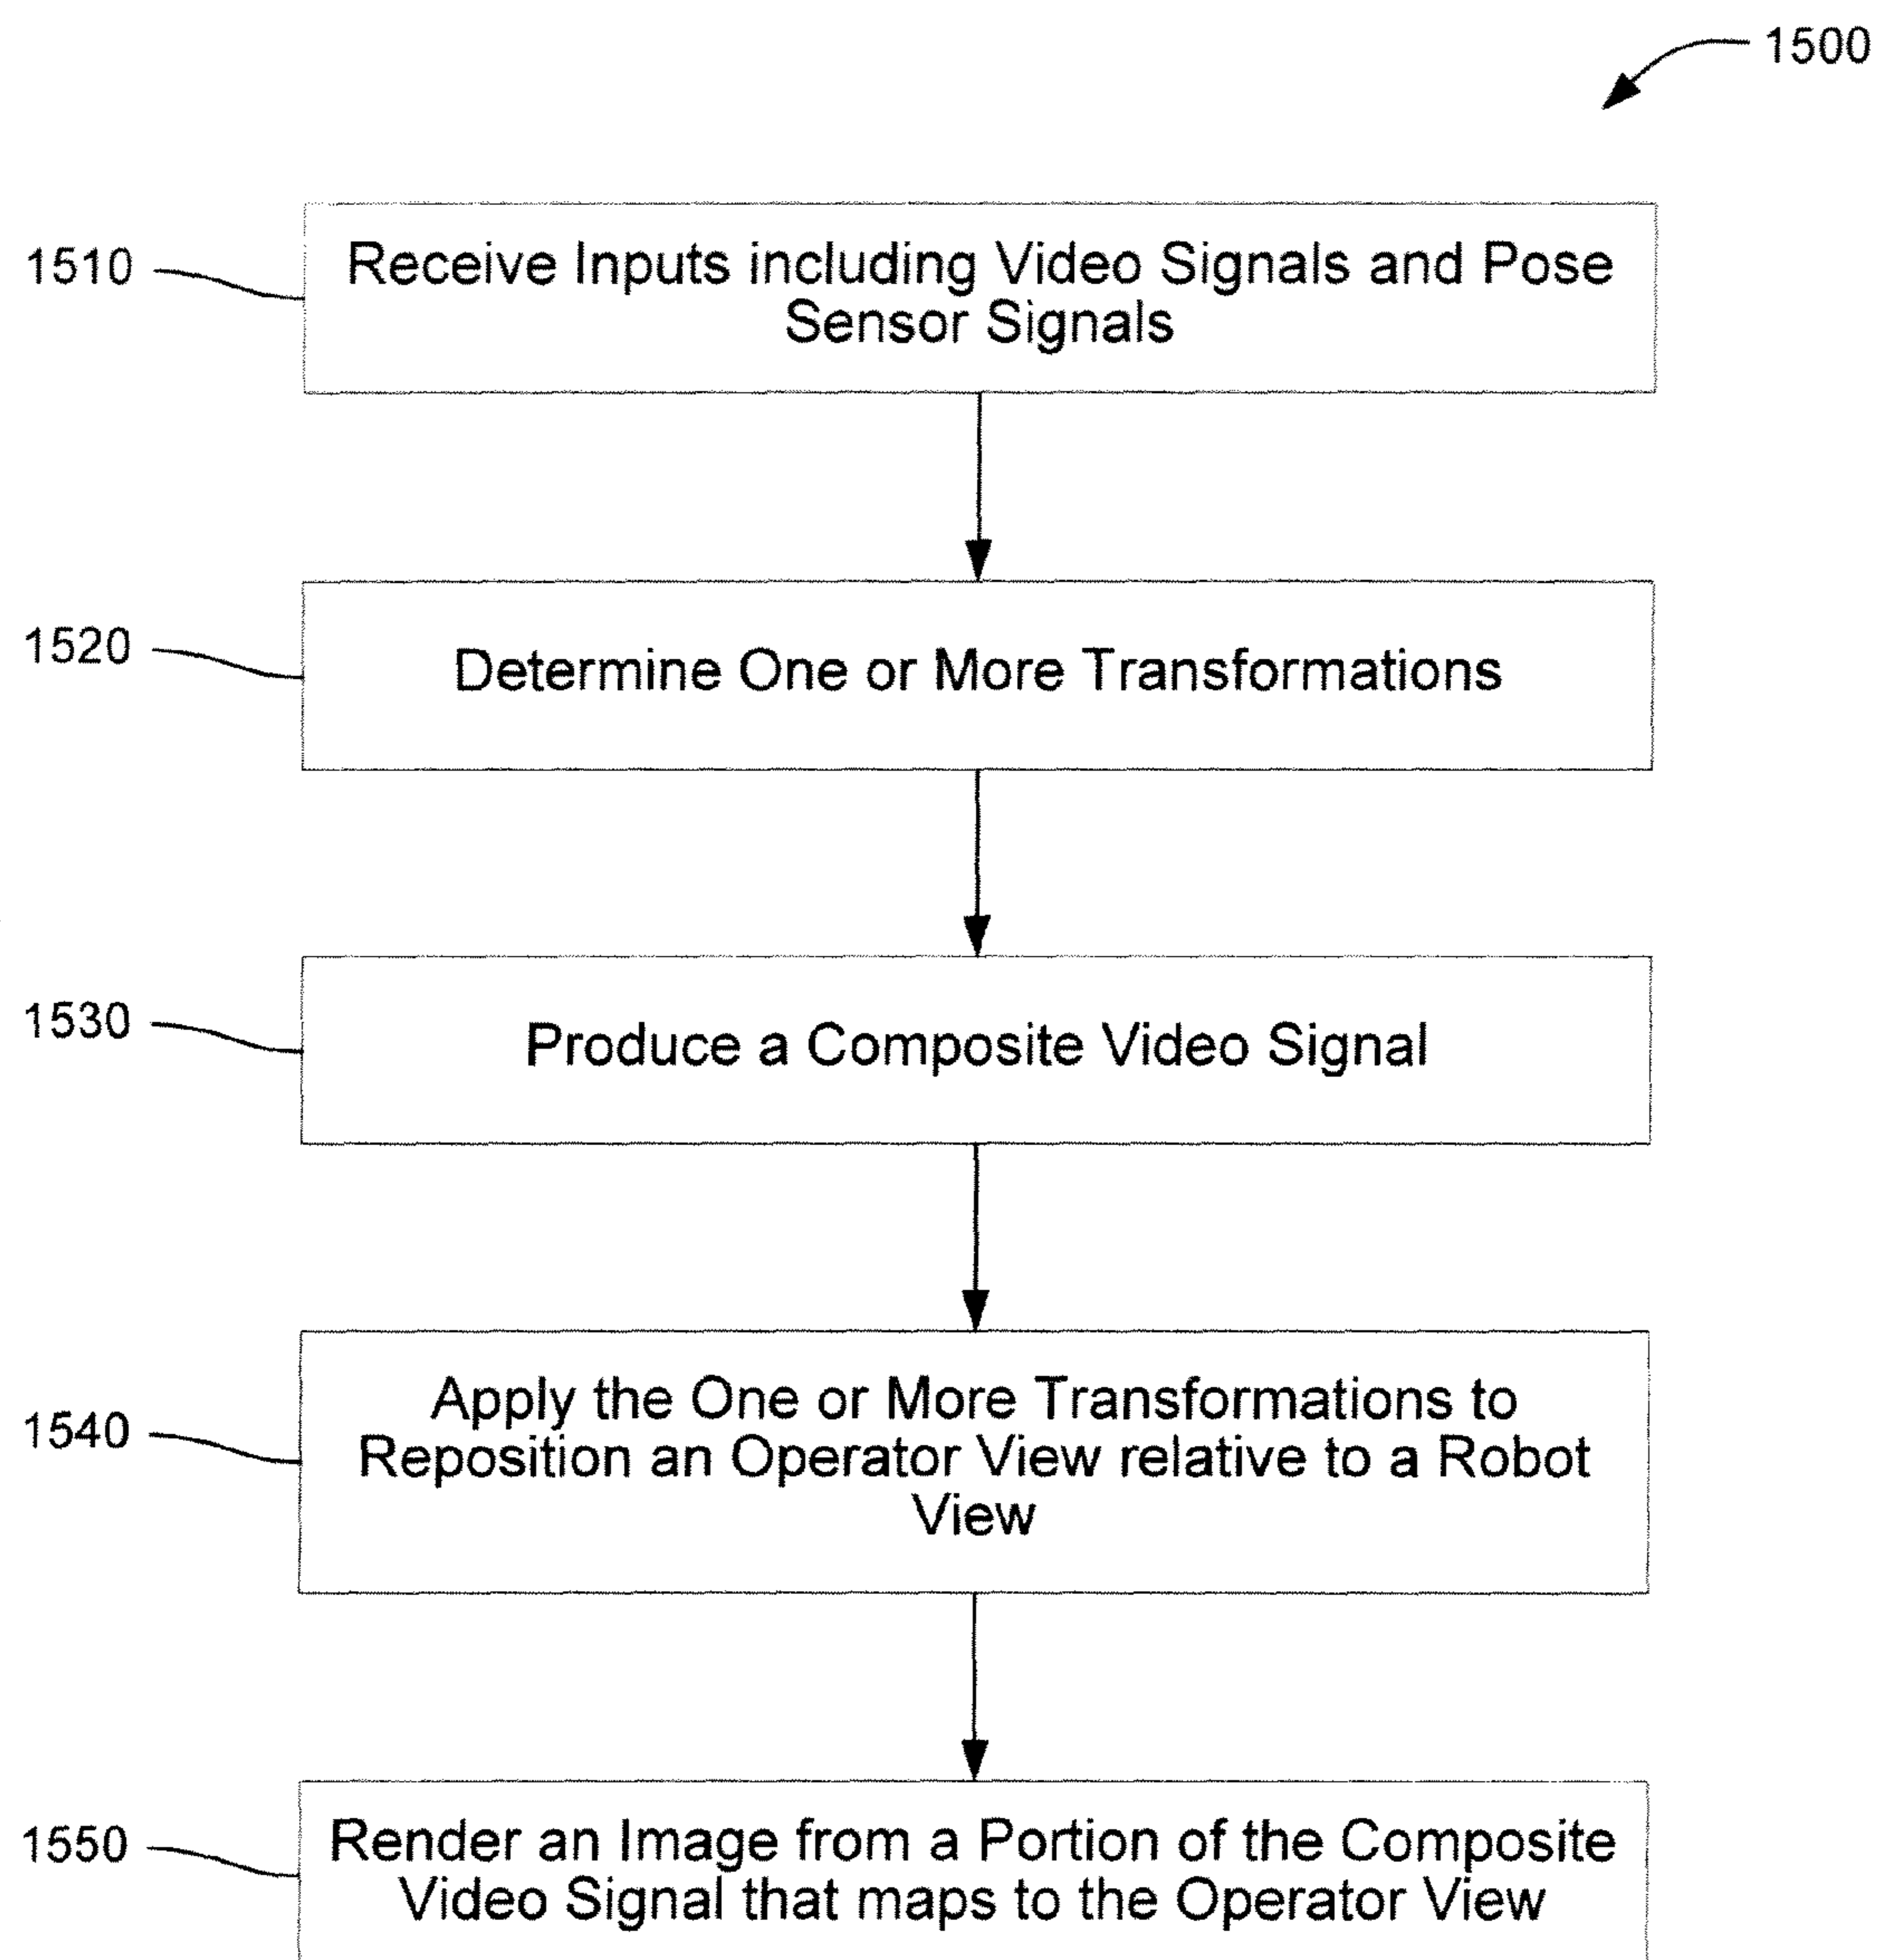 1500
1510
Receive Inputs including Video Signals and Pose
Sensor Signals
1520
Determine One or More Transformations
1530
Produce a Composite Video Signal
1540
Apply the One or More Transformations to
Reposition an Operator View relative to a Robot
View
1550
Render an Image from a Portion of the Composite
Video Signal that maps to the Operator View